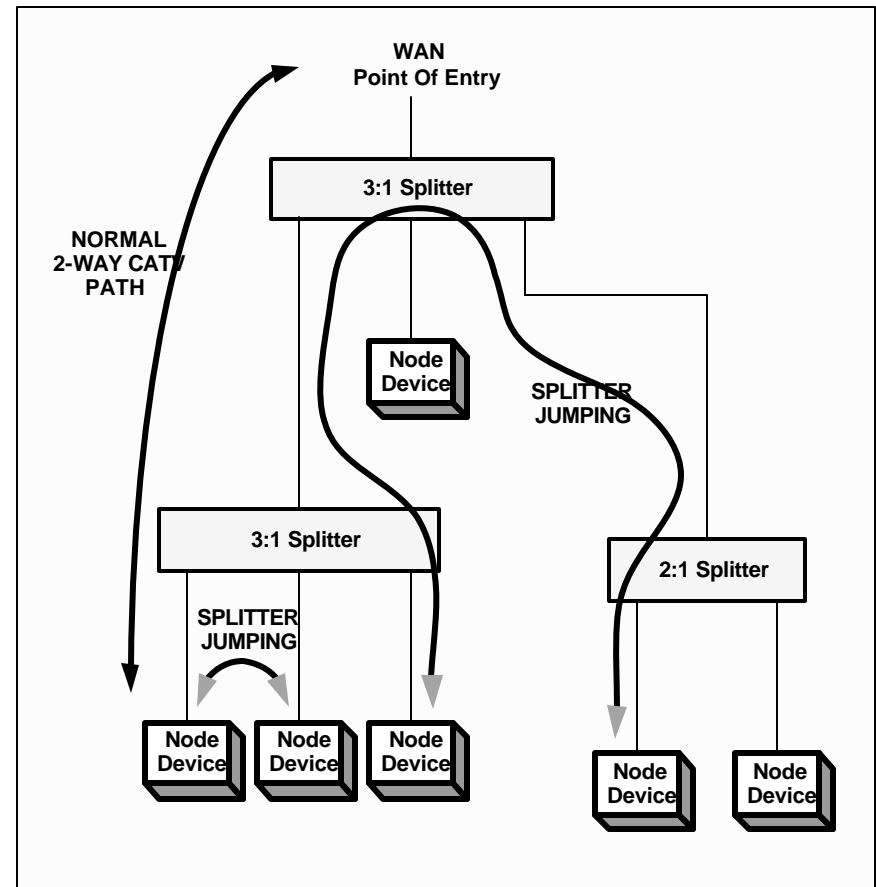 WAN
Point Of Entry
3:1 Splitter
NORMAL
2-WAY CATV
PATH
Node
Device
SPLITTER
JUMPING
3:1 Splitter
2:1 Splitter
SPLITTER
JUMPING
Node
Device
Node
Device
Node
Device
Node
Device
Node
Device